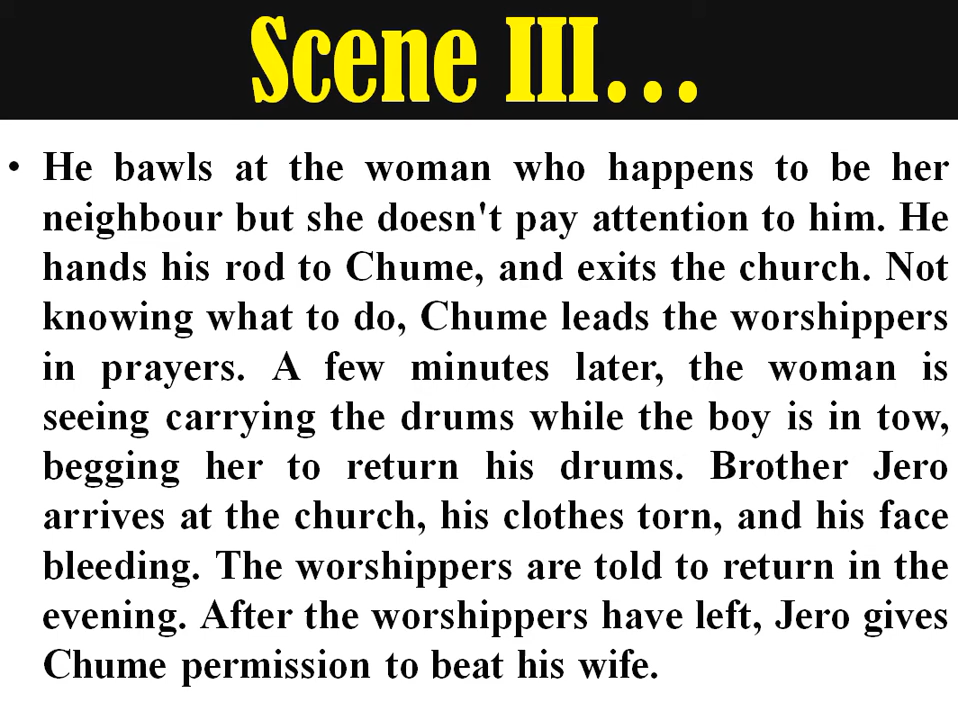 Scene III...
• He bawls at the woman who happens to be her
neighbour but she doesn't pay attention to him. He
hands his rod to Chume, and exits the church. Not
knowing what to do, Chume leads the worshippers
in prayers. A few minutes later, the woman is
seeing carrying the drums while the boy is in tow,
begging her to return his drums. Brother Jero
arrives at the church, his clothes torn, and his face
bleeding. The worshippers are told to return in the
evening. After the worshippers have left, Jero gives
Chume permission to beat his wife.